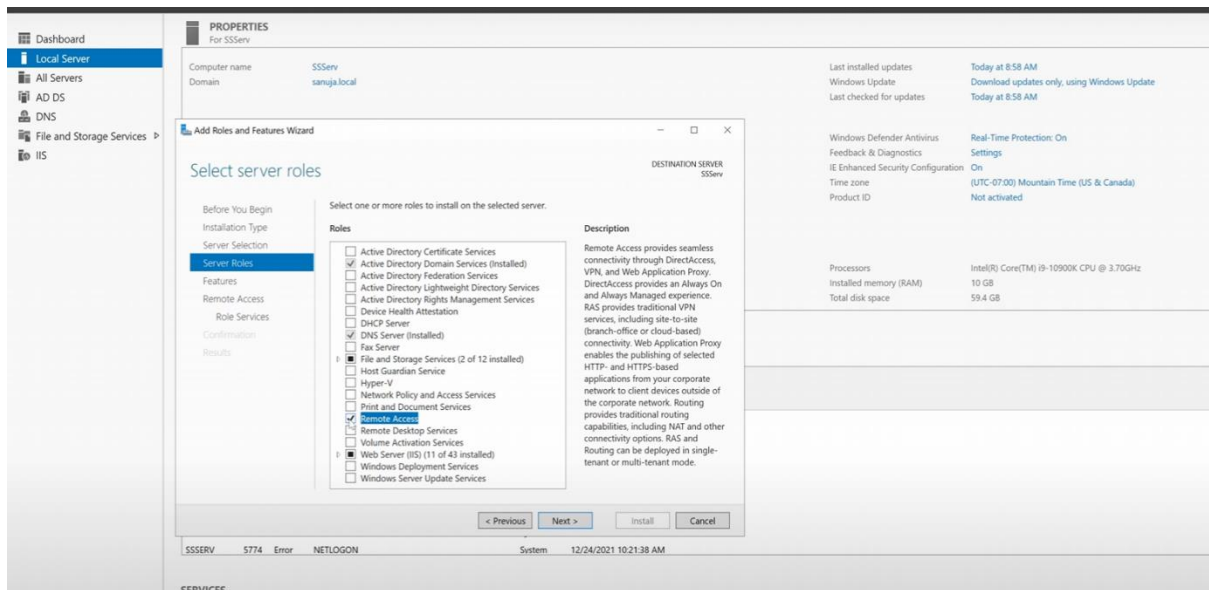 PROPERTIES
For SSServ
Dashboard
Local Server
All Servers
AD DS
DNS
File and Storage Services
IIS
Computer name SSServ
Domain sanuja.local
Last installed updates Today at 8:58 AM
Windows Update Download updates only, using Windows Update
Last checked for updates Today at 8:58 AM
Windows Defender Antivirus Real-Time Protection: On
Feedback & Diagnostics Settings
IE Enhanced Security Configuration On
Time zone (UTC-07:00) Mountain Time (US & Canada)
Product ID Not activated
Processors Intel(R) Core(TM) i9-10900K CPU @ 3.70GHz
Installed memory (RAM) 10 GB
Total disk space 59.4 GB
Add Roles and Features Wizard
Select server roles
DESTINATION SERVER
SSServ
Before You Begin
Installation Type
Server Selection
Server Roles
Features
Remote Access
Role Services
Confirmation
Results
Select one or more roles to install on the selected server.
Roles
Active Directory Certificate Services
Active Directory Domain Services (Installed)
Active Directory Federation Services
Active Directory Lightweight Directory Services
Active Directory Rights Management Services
Device Health Attestation
DHCP Server
DNS Server (Installed)
Fax Server
File and Storage Services (2 of 12 installed)
Host Guardian Service
Hyper-V
Network Policy and Access Services
Print and Document Services
Remote Access
Remote Desktop Services
Volume Activation Services
Web Server (IIS) (11 of 43 installed)
Windows Deployment Services
Windows Server Update Services
Description
Remote Access provides seamless
connectivity through DirectAccess,
VPN, and Web Application Proxy.
DirectAccess provides an Always On
and Always Managed experience.
RAS provides traditional VPN
services, including site-to-site
(branch-office or cloud-based)
connectivity. Web Application Proxy
enables the publishing of selected
HTTP- and HTTPS-based
applications from your corporate
network to client devices outside of
the corporate network. Routing
provides traditional routing
capabilities, including NAT and other
connectivity options. RAS and
Routing can be deployed in single-
tenant or multi-tenant mode.
< Previous Next > Install Cancel
SSSERV 5774 Error NETLOGON System 12/24/2021 10:21:38 AM
SERVICES